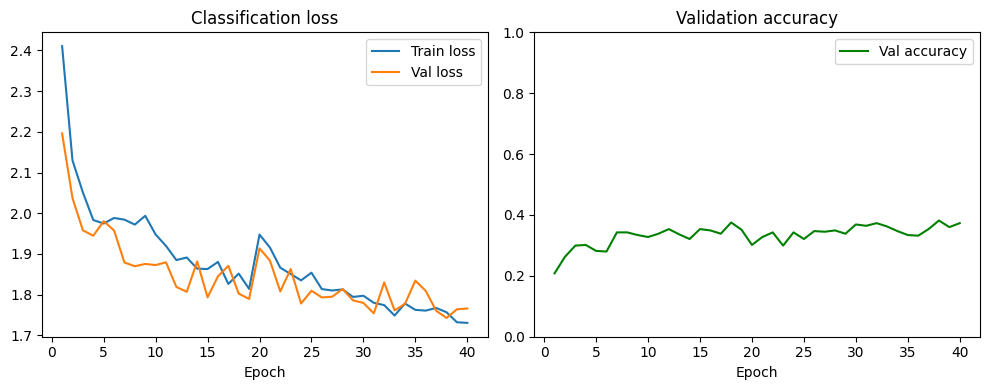 Classification loss
2.4
2.3
2.2
2.1
2.0
1.9
1.8
1.7
0 5 10 15 20 25 30 35 40
Epoch
Train loss
Val loss
Validation accuracy
1.0
0.8
0.6
0.4
0.2
0.0
0 5 10 15 20 25 30 35 40
Epoch
Val accuracy